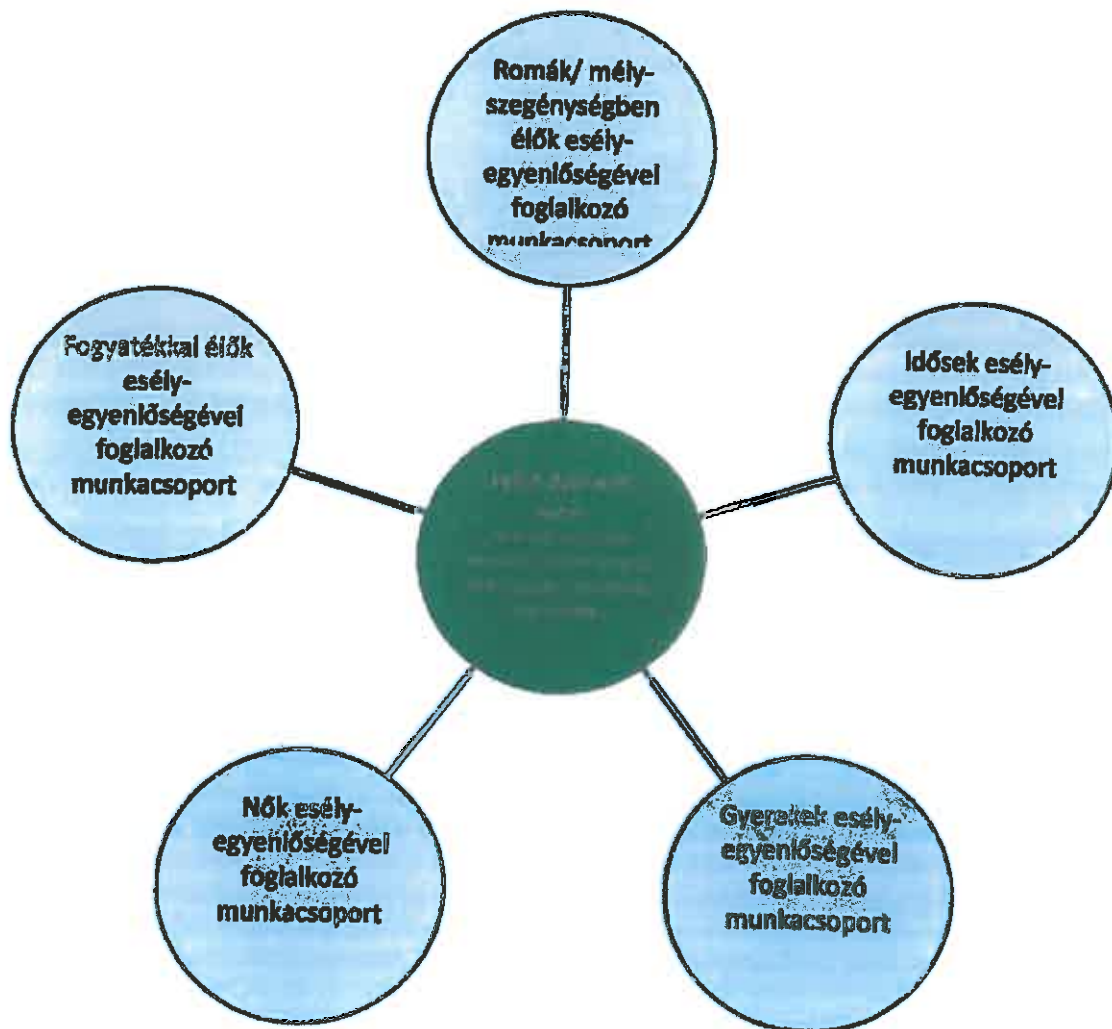 Romák/ mély-
szegénységben
élők esély-
egyenlőségével
foglalkozó
munkacsoport
Fogyatékkal élők
esély-
egyenlőségével
foglalkozó
munkacsoport
Idősek esély-
egyenlőségével
foglalkozó
munkacsoport
Nők esély-
egyenlőségével
foglalkozó
munkacsoport
Gyerekek esély-
egyenlőségével
foglalkozó
munkacsoport